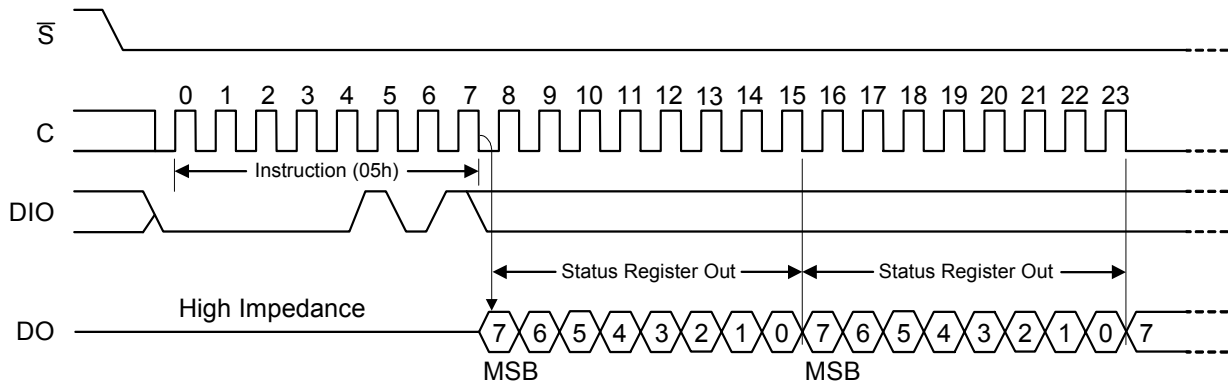 S
0 1 2 3 4 5 6 7 8 9 10 11 12 13 14 15 16 17 18 19 20 21 22 23
C
Instruction (05h)
DIO
Status Register Out Status Register Out
High Impedance
DO 7 6 5 4 3 2 1 0 7 6 5 4 3 2 1 0 7
MSB MSB